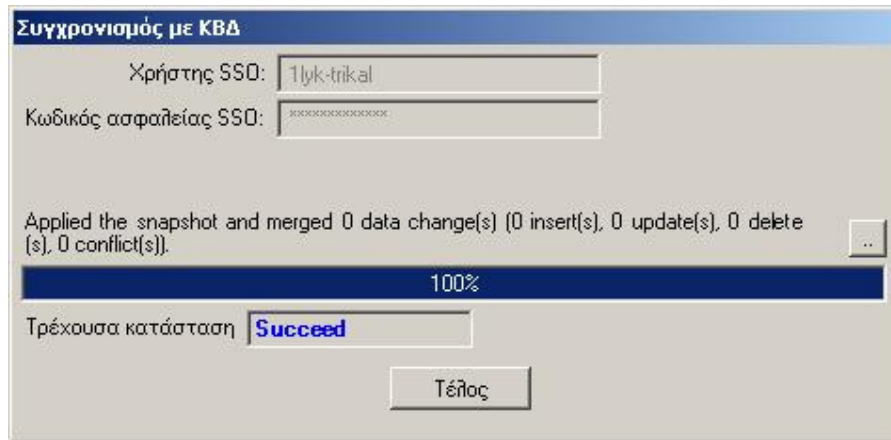 Συγχρονισμός με ΚΒΔ
Χρήστης SSO: 1lyk-trikal
Κωδικός ασφαλείας SSO: xxxxxxxxxxxxx
Applied the snapshot and merged 0 data change(s) (0 insert(s), 0 update(s), 0 delete
(s), 0 conflict(s)).
..
100%
Τρέχουσα κατάσταση Succeed
Τέλος